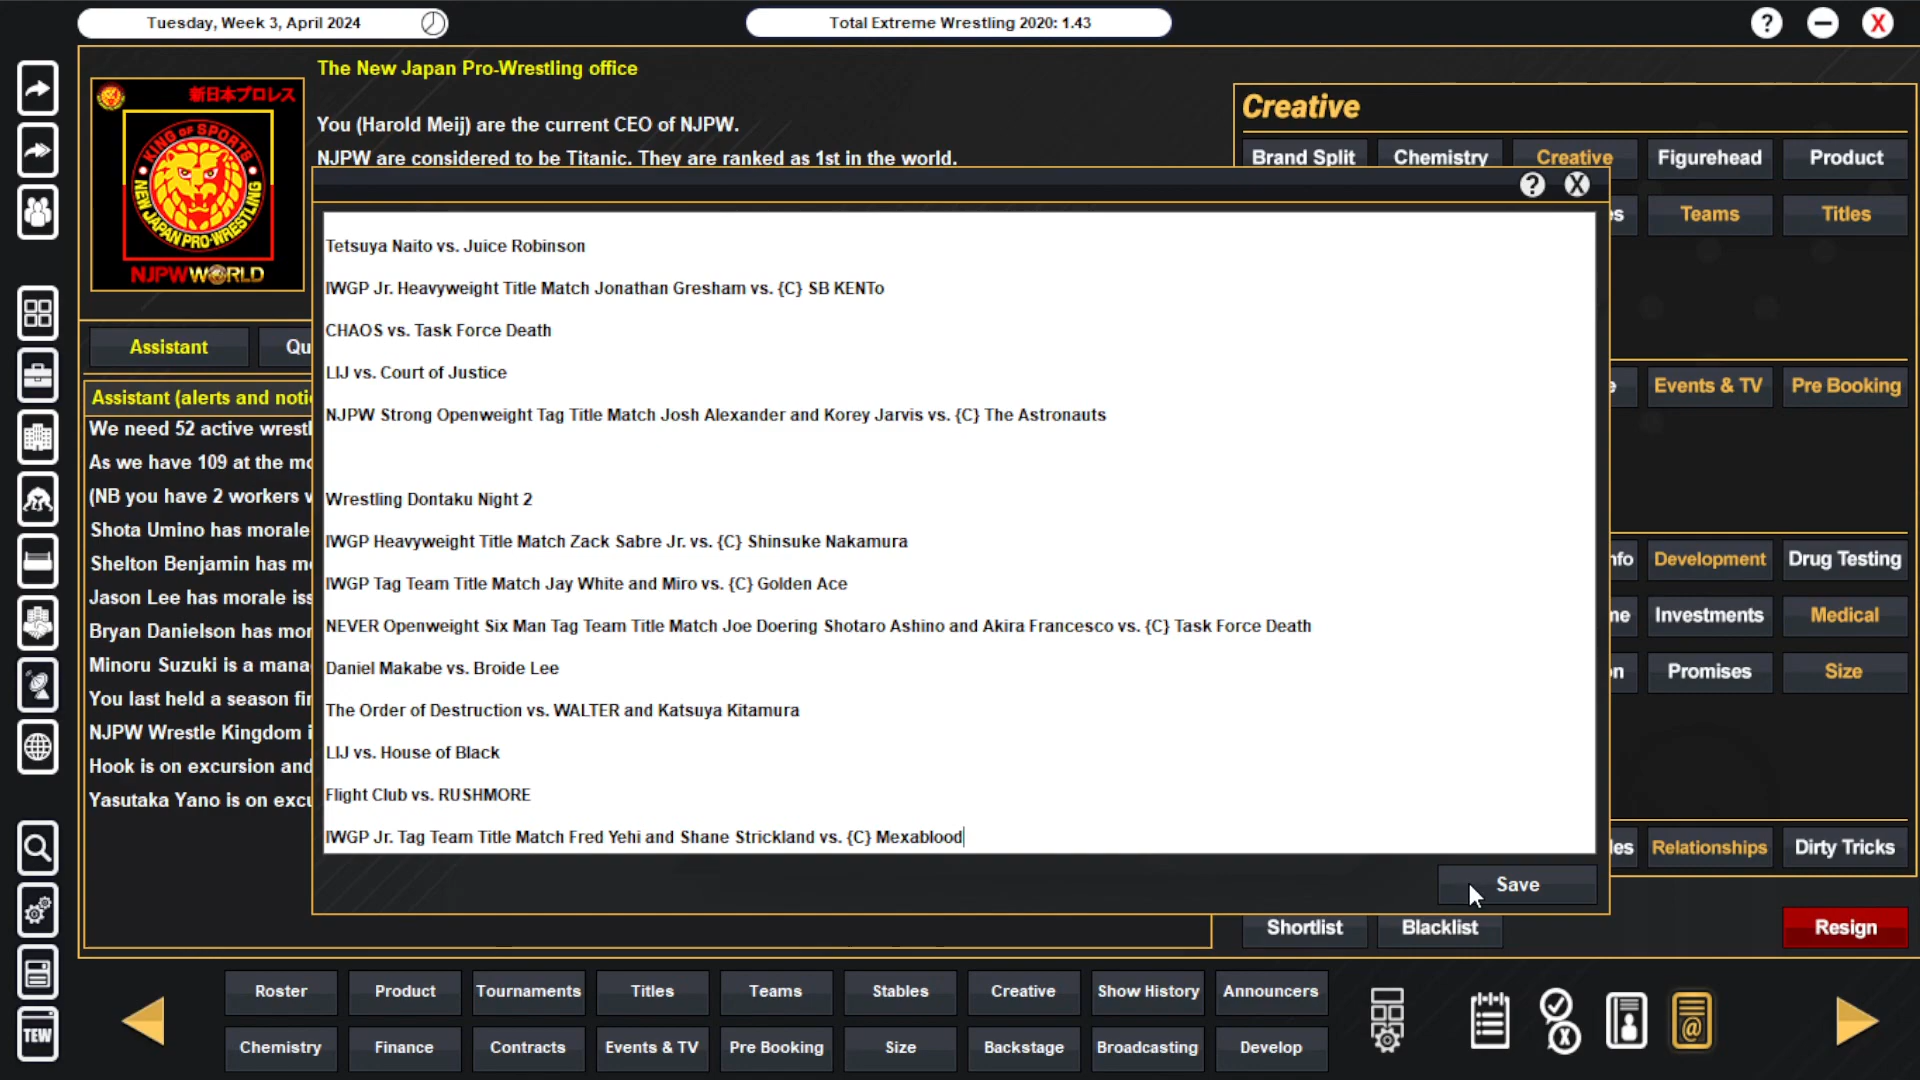 Tuesday, Week 3, April 2024
Total Extreme Wrestling 2020: 1.43
?
X
The New Japan Pro-Wrestling office
You (Harold Meij) are the current CEO of NJPW.
NJPW are considered to be Titanic. They are ranked as 1st in the world.
新日本プロレス
KING OF SPORTS
NEW JAPAN PRO-WRESTLING
NJPWWORLD
Creative
Brand Split
Chemistry
Creative
Figurehead
Product
Teams
Titles
Events & TV
Pre Booking
Development
Drug Testing
Investments
Medical
Promises
Size
Relationships
Dirty Tricks
Shortlist
Blacklist
Resign
Assistant
Qu
Assistant (alerts and noti
We need 52 active wrestl
As we have 109 at the mo
(NB you have 2 workers w
Shota Umino has morale
Shelton Benjamin has mo
Jason Lee has morale iss
Bryan Danielson has mor
Minoru Suzuki is a mana
You last held a season fin
NJPW Wrestle Kingdom i
Hook is on excursion and
Yasutaka Yano is on excu
?
X
Tetsuya Naito vs. Juice Robinson
IWGP Jr. Heavyweight Title Match Jonathan Gresham vs. {C} SB KENTo
CHAOS vs. Task Force Death
LIJ vs. Court of Justice
NJPW Strong Openweight Tag Title Match Josh Alexander and Korey Jarvis vs. {C} The Astronauts
Wrestling Dontaku Night 2
IWGP Heavyweight Title Match Zack Sabre Jr. vs. {C} Shinsuke Nakamura
IWGP Tag Team Title Match Jay White and Miro vs. {C} Golden Ace
NEVER Openweight Six Man Tag Team Title Match Joe Doering Shotaro Ashino and Akira Francesco vs. {C} Task Force Death
Daniel Makabe vs. Broide Lee
The Order of Destruction vs. WALTER and Katsuya Kitamura
LIJ vs. House of Black
Flight Club vs. RUSHMORE
IWGP Jr. Tag Team Title Match Fred Yehi and Shane Strickland vs. {C} Mexablood
Save
Roster
Product
Tournaments
Titles
Teams
Stables
Creative
Show History
Announcers
Chemistry
Finance
Contracts
Events & TV
Pre Booking
Size
Backstage
Broadcasting
Develop
TEW